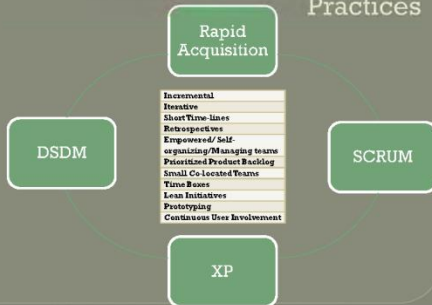 Practices
Rapid
Acquisition
Incremental
Iterative
Short Time-lines
Retrospectives
Empowered/ Self-
organizing/Managing teams
Prioritized Product Backlog
Small Co-located Teams
Time Boxes
Lean Initiatives
Prototyping
Continuous User Involvement
DSDM
SCRUM
XP